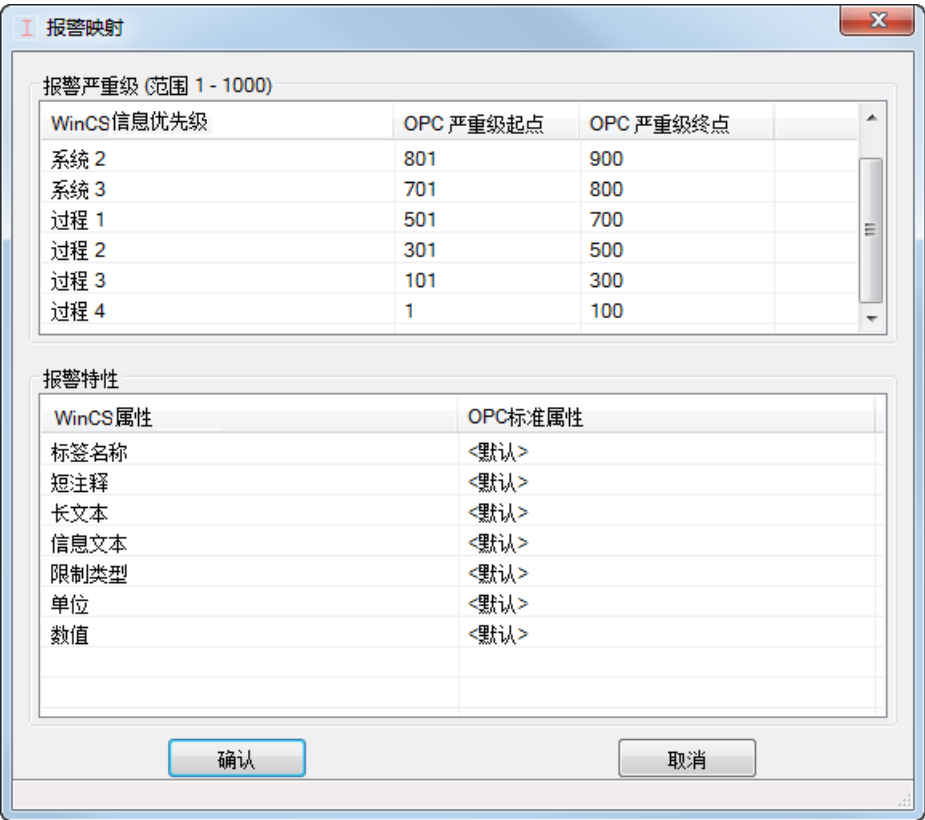 报警映射
报警严重级 (范围 1 - 1000)
WinCS信息优先级 OPC 严重级起点 OPC 严重级终点
系统 2 801 900
系统 3 701 800
过程 1 501 700
过程 2 301 500
过程 3 101 300
过程 4 1 100
报警特性
WinCS属性 OPC标准属性
标签名称 <默认>
短注释 <默认>
长文本 <默认>
信息文本 <默认>
限制类型 <默认>
单位 <默认>
数值 <默认>
确认 取消